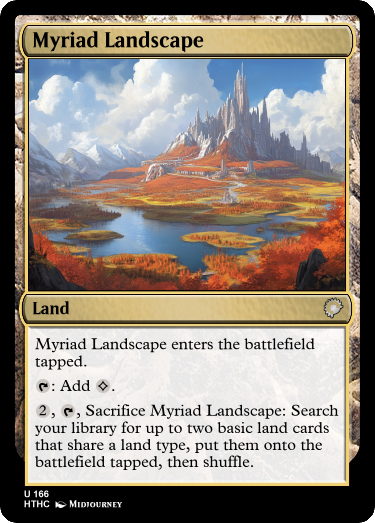 Myriad Landscape
Land
Myriad Landscape enters the battlefield
tapped.
: Add .
2, , Sacrifice Myriad Landscape: Search
your library for up to two basic land cards
that share a land type, put them onto the
battlefield tapped, then shuffle.
U 166
HTHC Midjourney